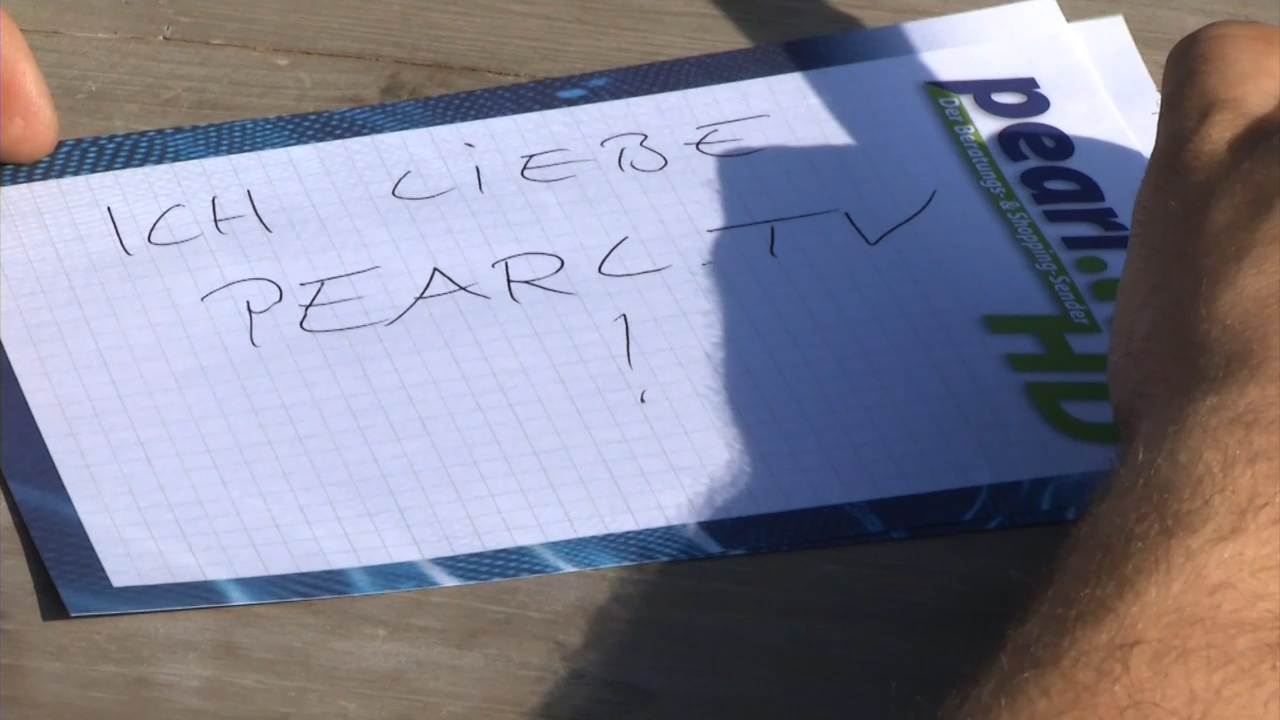 ICH LIEBE
PEARL.TV
!
pearl.
Der Beratungs- & Shopping-Sender
HD